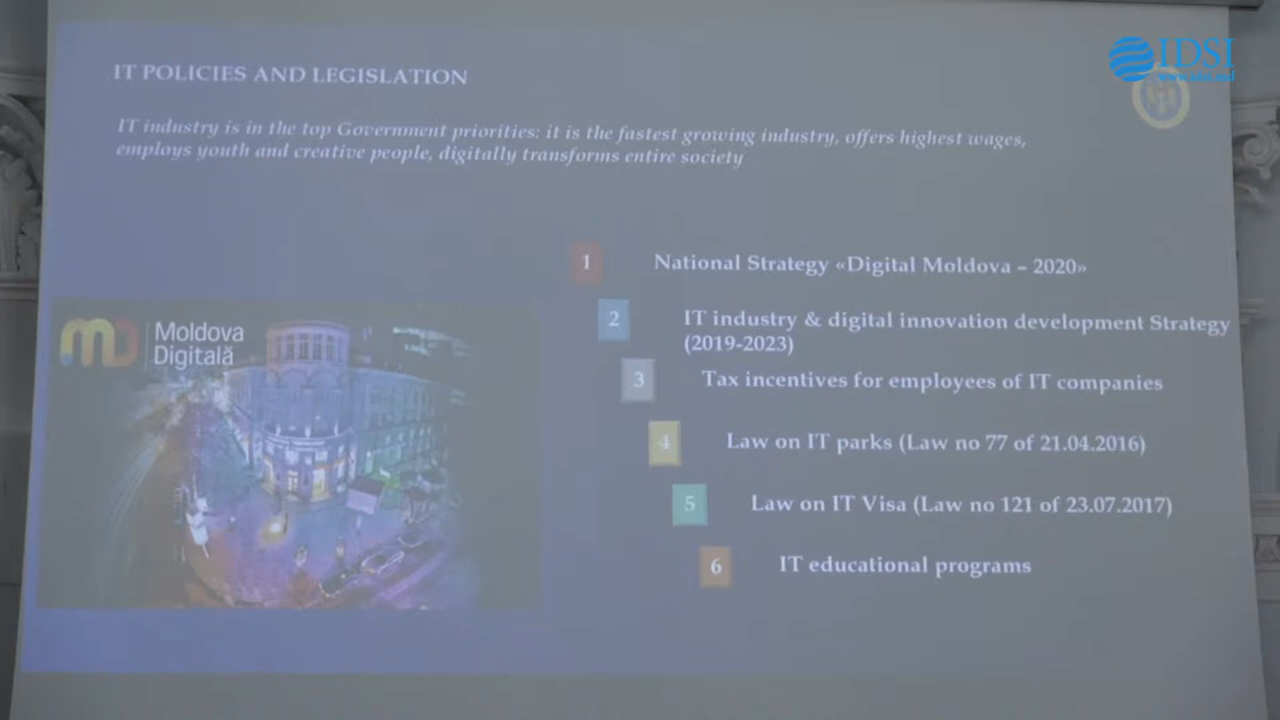 IDSI
www.idsi.md
IT POLICIES AND LEGISLATION
IT industry is in the top Government priorities: it is the fastest growing industry, offers highest wages,
employs youth and creative people, digitally transforms entire society
1 National Strategy «Digital Moldova – 2020»
2 IT industry & digital innovation development Strategy
(2019-2023)
3 Tax incentives for employees of IT companies
4 Law on IT parks (Law no 77 of 21.04.2016)
5 Law on IT Visa (Law no 121 of 23.07.2017)
6 IT educational programs
Moldova
Digitală